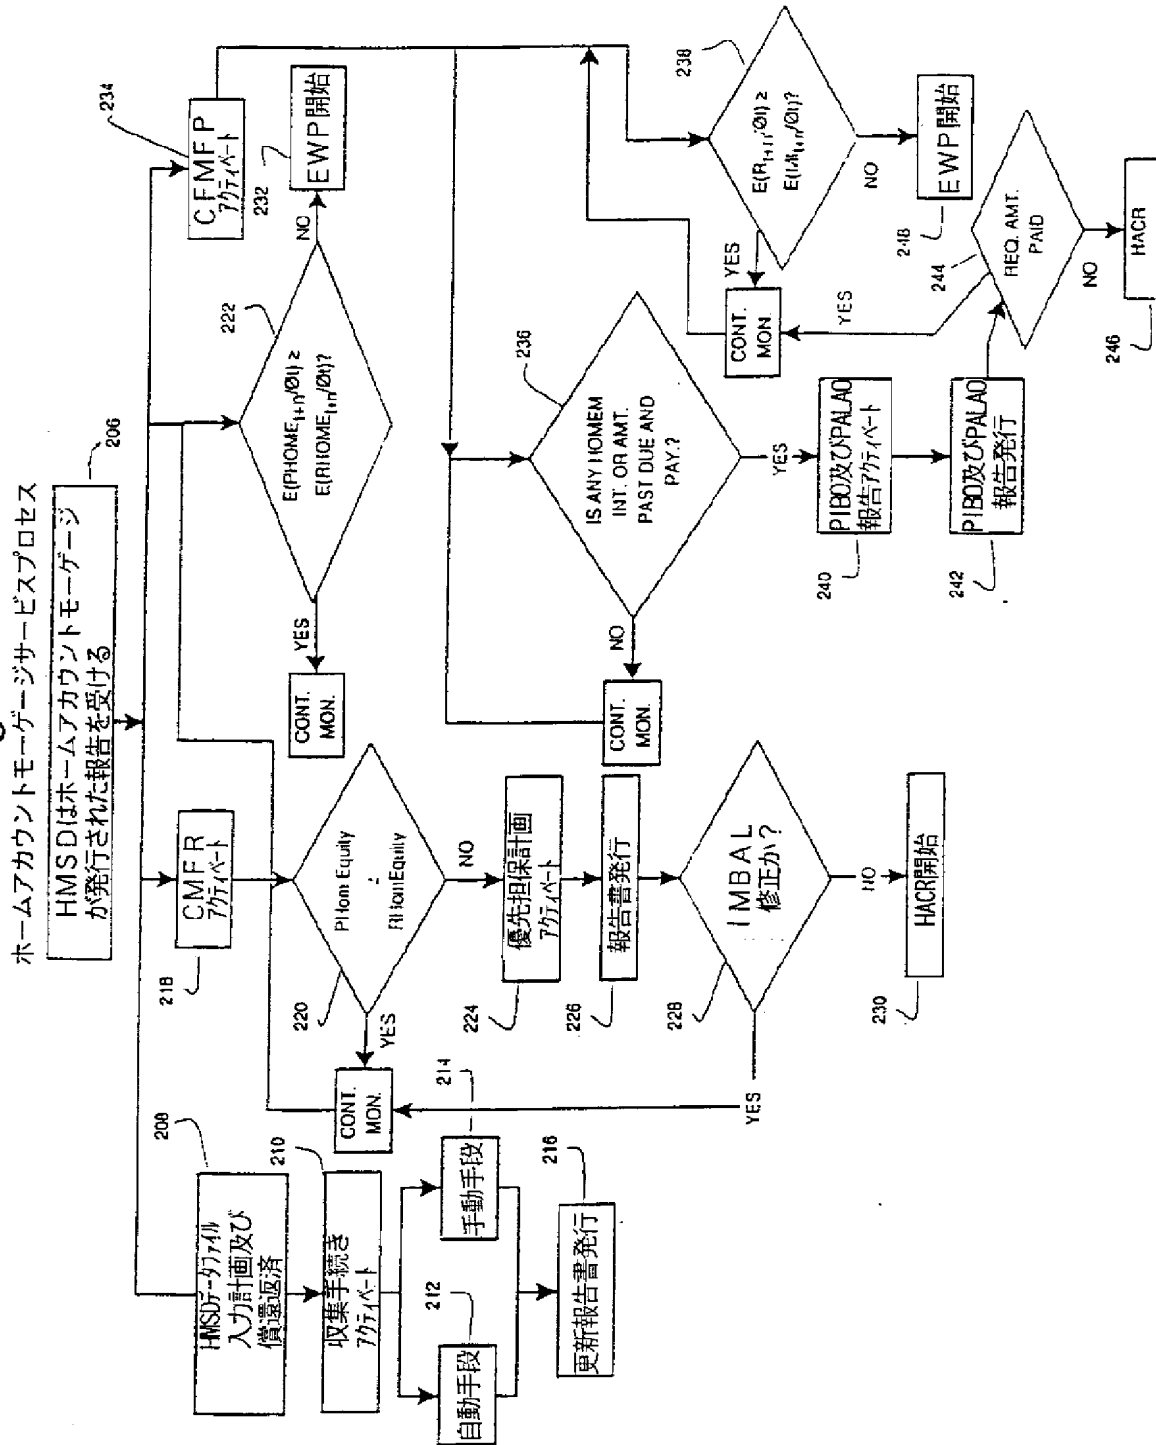 ホームアカウントモーゲージサービスプロセス
HMSDはホームアカウントモーゲージ
が発行された報告を受ける
206
208
HMSDデータファイル
入力計画及び
償還返済
210
収集手続き
アクティベート
212
自動手段
214
手動手段
216
更新報告書発行
218
CMFR
アクティベート
220
PHom Equity
RHomEquity
YES
CONT.
MON.
NO
224
優先担保計画
アクティベート
226
報告書発行
228
IMBAL
修正か?
YES
NO
230
HACR開始
222
E(PHOMEt+n/Øt) ≥
E(RHOMEt+n/Øt)?
YES
CONT.
MON.
NO
232
EWP開始
234
CFMFP
アクティベート
236
IS ANY HOMEM
INT. OR AMT.
PAST DUE AND
PAY.?
NO
CONT.
MON.
YES
240
PIBO及びPALAO
報告アクティベート
242
PIBO及びPALAO
報告発行
238
E(Rt+n/Øt) ≥
YES
CONT.
MON.
NO
248
EWP開始
244
REQ. AMT.
PAID
YES
NO
246
HACR